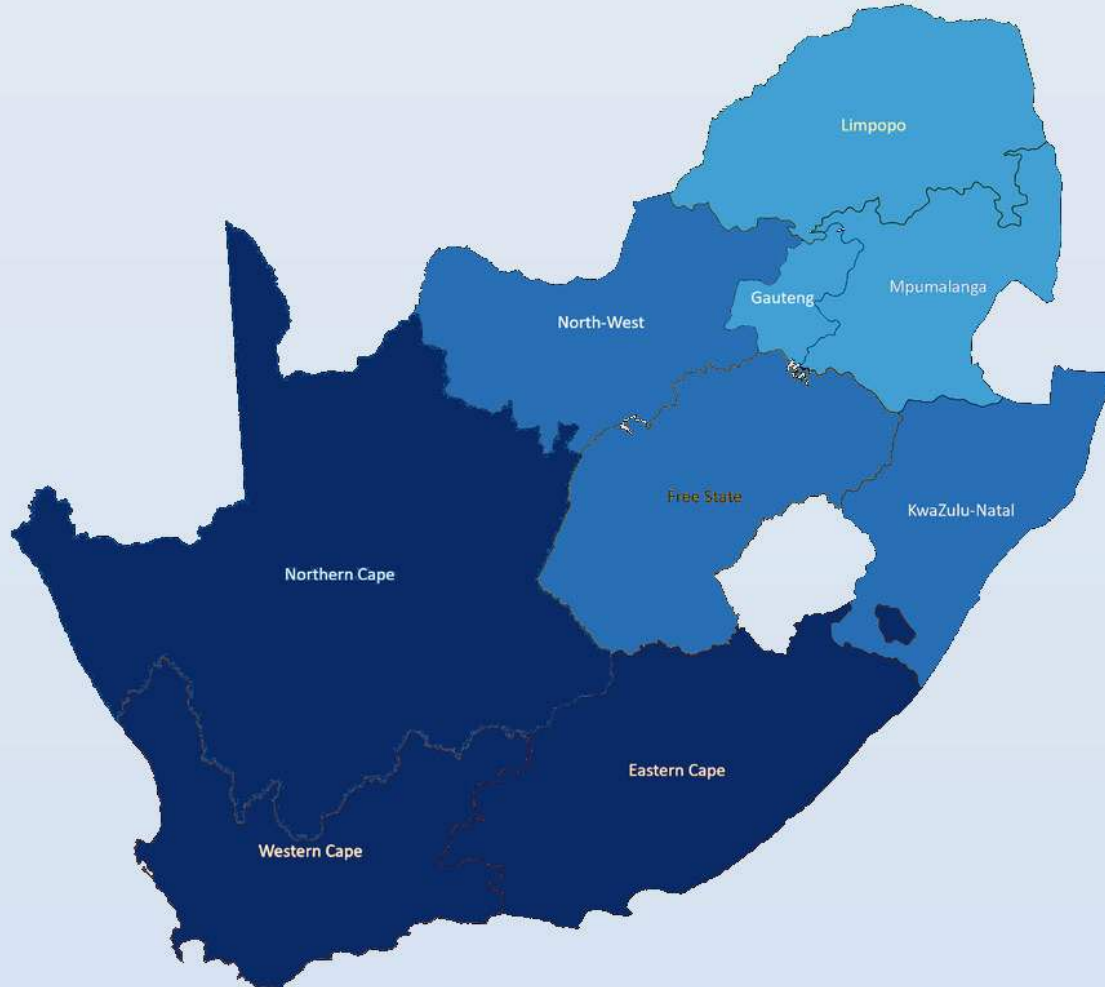 Limpopo
Mpumalanga
Gauteng
North-West
Free State
KwaZulu-Natal
Northern Cape
Eastern Cape
Western Cape